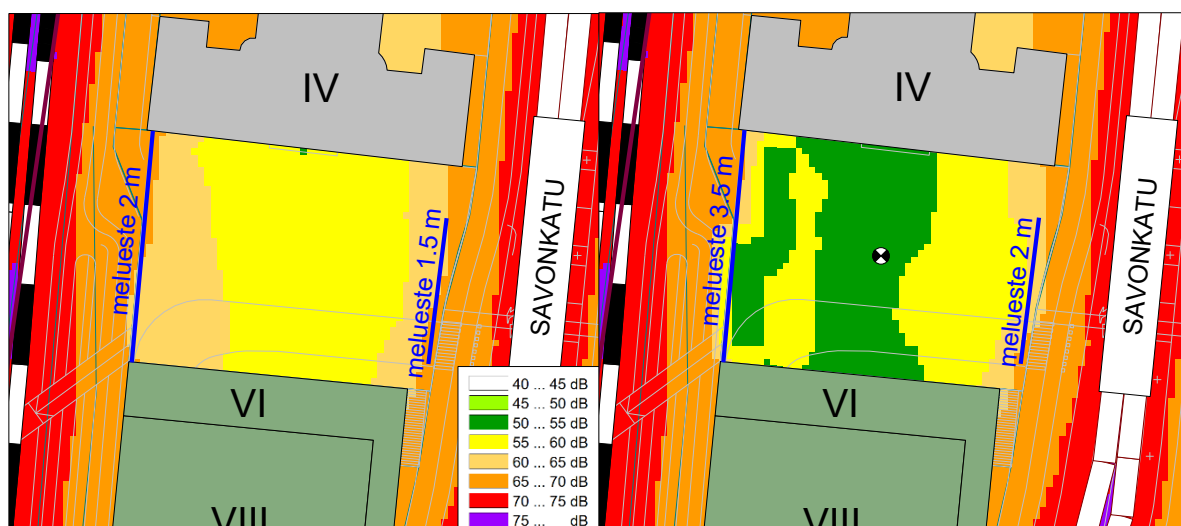 IV
melueste 2 m
melueste 1.5 m
SAVONKATU
VI
VIII
40 ... 45 dB
45 ... 50 dB
50 ... 55 dB
55 ... 60 dB
60 ... 65 dB
65 ... 70 dB
70 ... 75 dB
75 ... dB
IV
melueste 3.5 m
melueste 2 m
SAVONKATU
VI
VIII